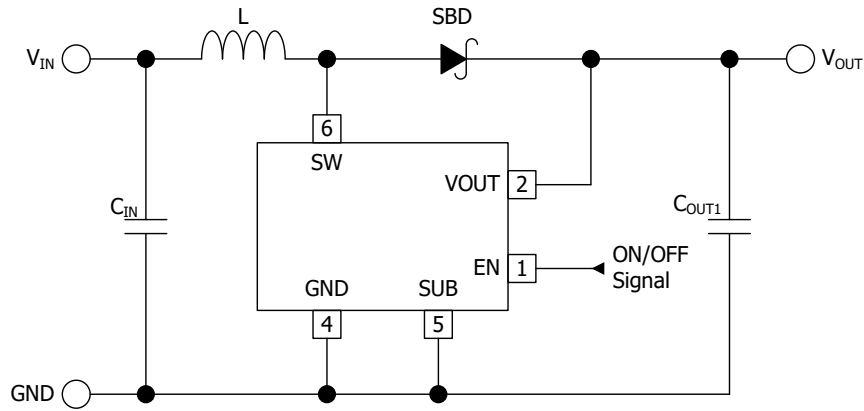 L
SBD
VIN
VOUT
6
SW
VOUT
2
CIN
COUT1
EN
1
ON/OFF
Signal
GND
SUB
4
5
GND